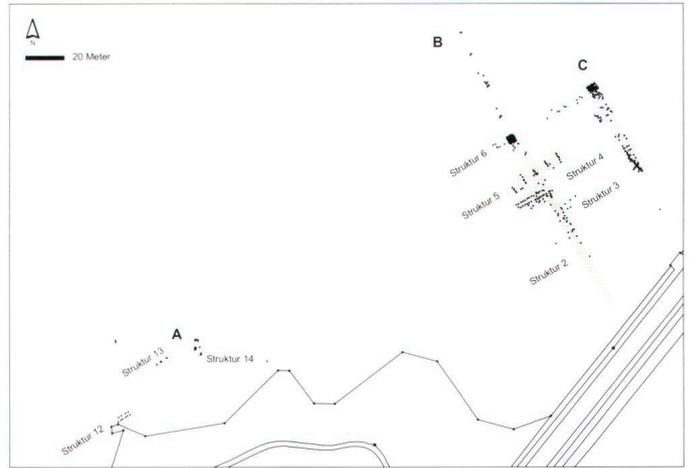 N
20 Meter
B
C
Struktur 6
Struktur 4
Struktur 5
Struktur 3
Struktur 2
A
Struktur 13
Struktur 14
Struktur 12